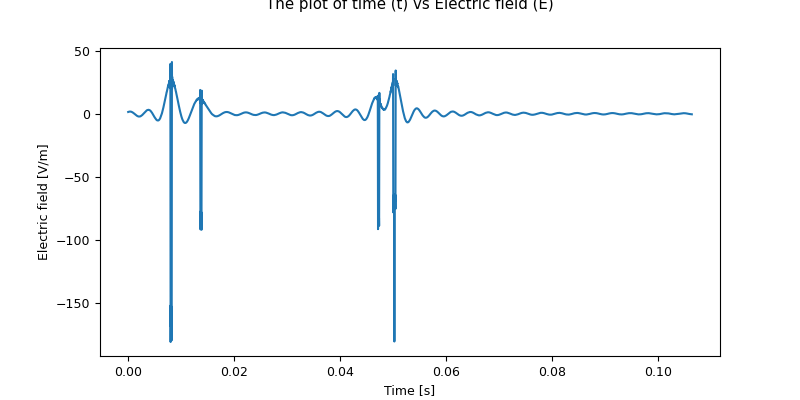 The plot of time (t) vs Electric field (E)
50
0
−50
−100
−150
Electric field [V/m]
0.00 0.02 0.04 0.06 0.08 0.10
Time [s]